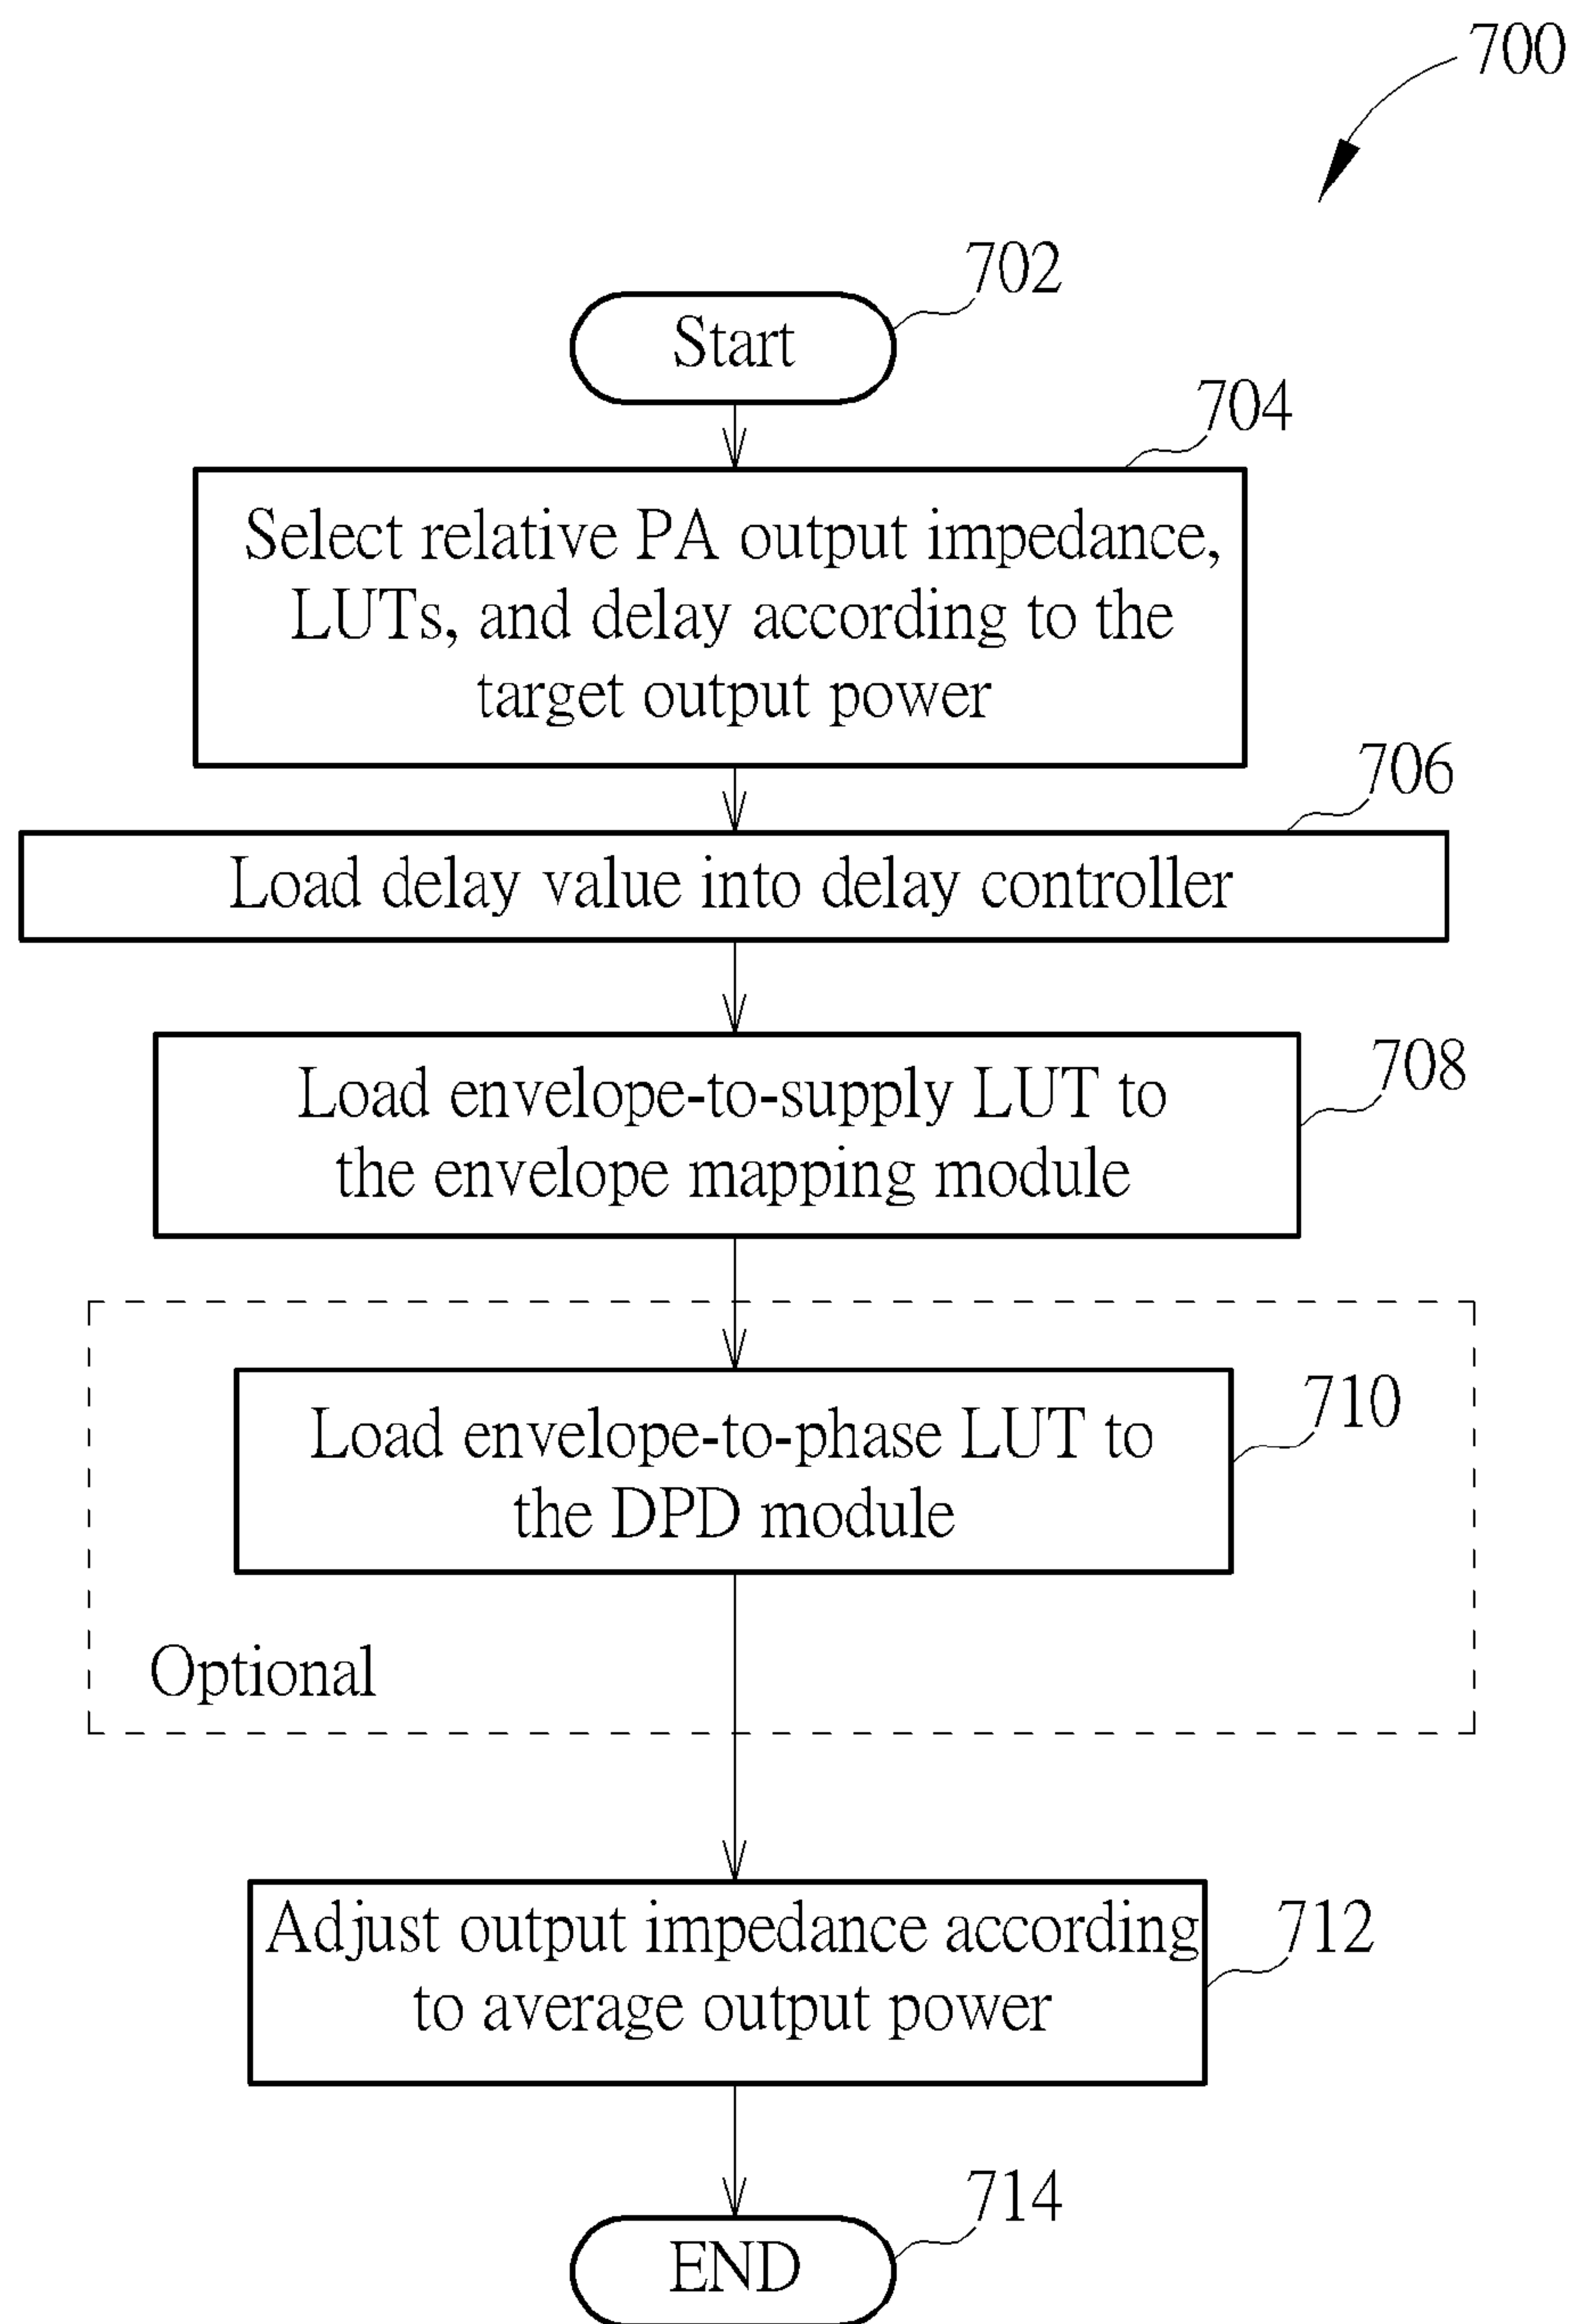 700
702
Start
704
Select relative PA output impedance,
LUTs, and delay according to the
target output power
706
Load delay value into delay controller
708
Load envelope-to-supply LUT to
the envelope mapping module
710
Load envelope-to-phase LUT to
the DPD module
Optional
712
Adjust output impedance according
to average output power
714
END